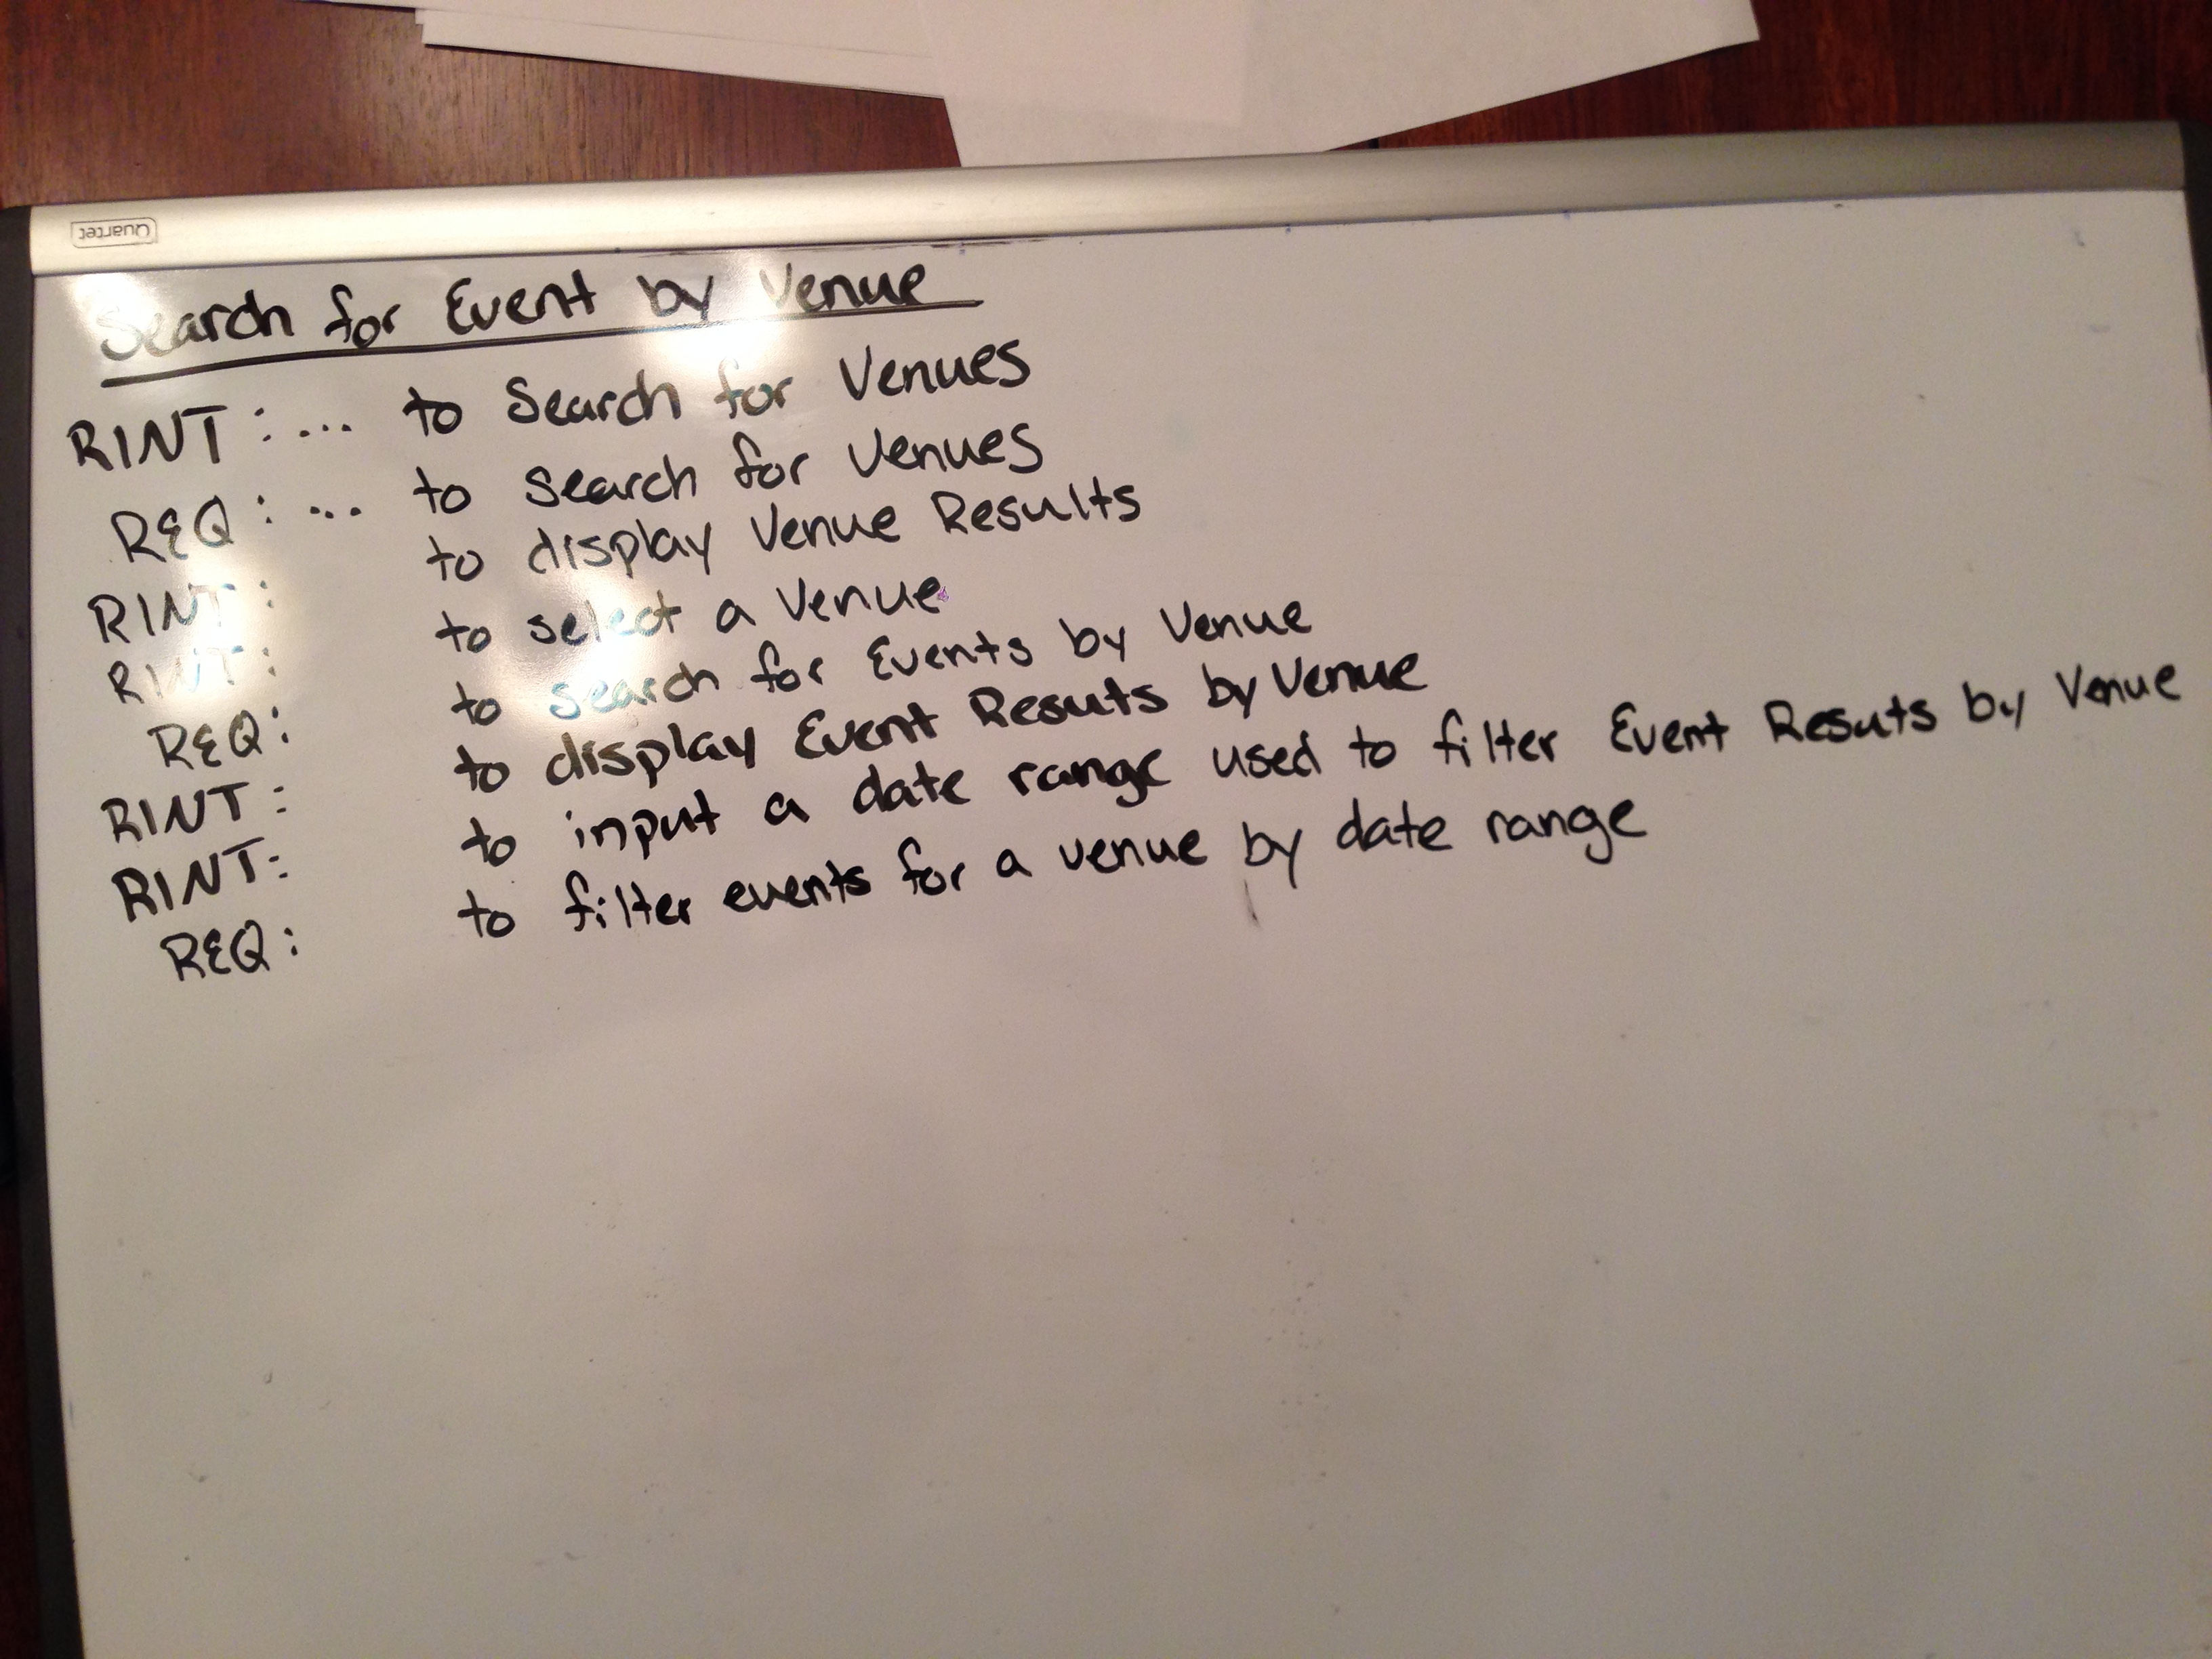 Quartet
Search for Event by Venue
RINT: ... to Search for Venues
REQ: ... to search for Venues
RINT: to display Venue Results
RINT: to select a Venue
REQ: to search for Events by Venue
RINT: to display Event Resuts by Venue
RINT: to input a date range used to filter Event Resuts by Venue
REQ: to filter events for a venue by date range